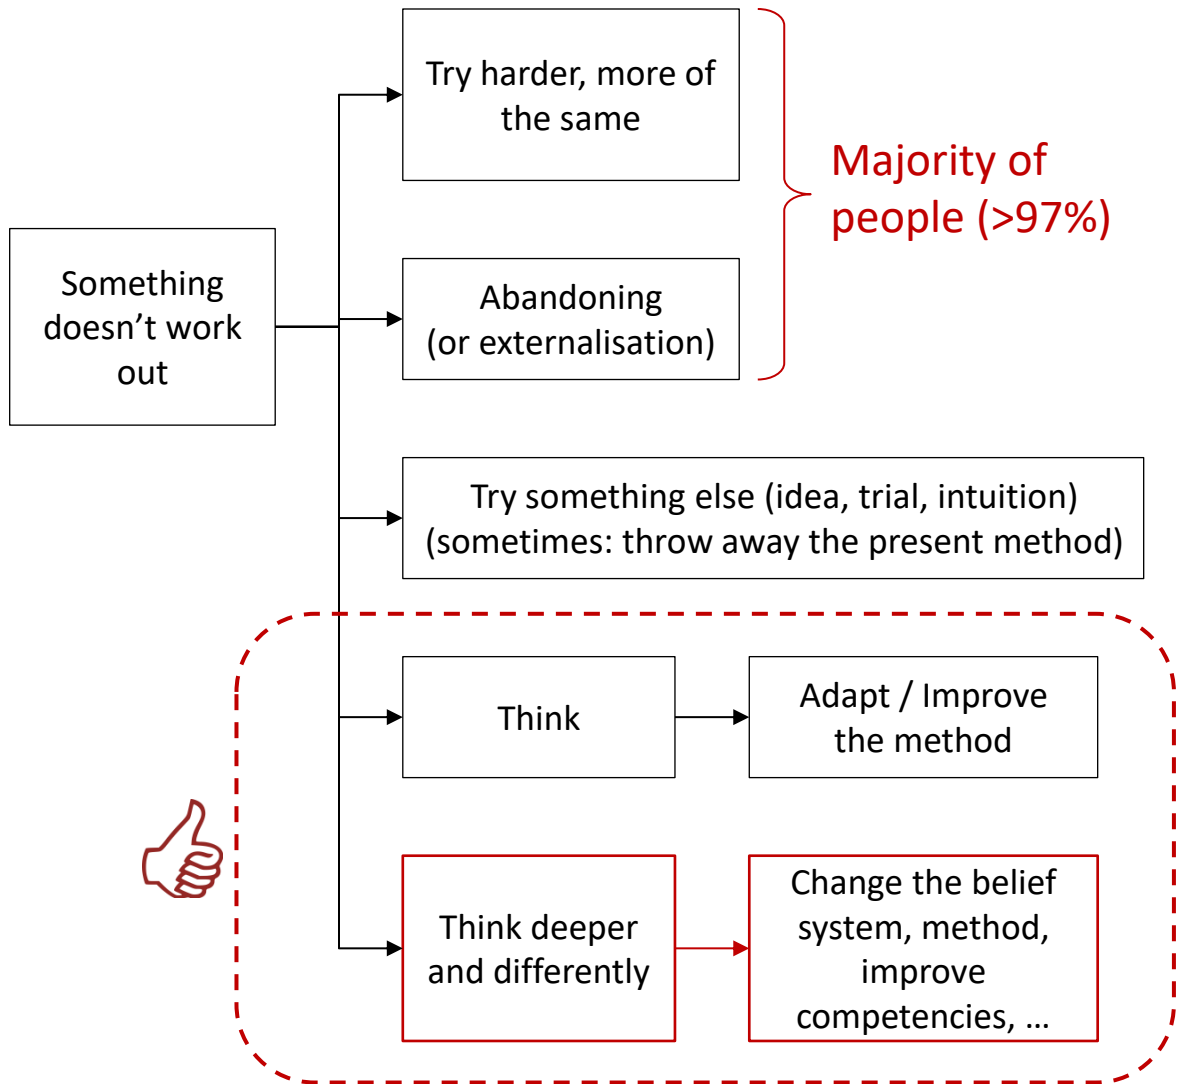 Try harder, more of
the same
Majority of
people (>97%)
Something
doesn’t work
out
Abandoning
(or externalisation)
Try something else (idea, trial, intuition)
(sometimes: throw away the present method)
Think
Adapt / Improve
the method
Think deeper
and differently
Change the belief
system, method,
improve
competencies, …